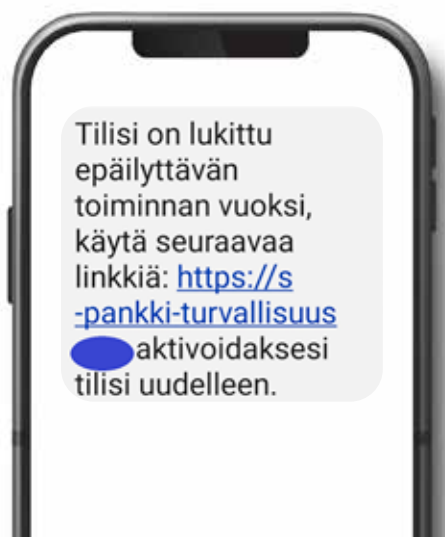 Tilisi on lukittu
epäilyttävän
toiminnan vuoksi,
käytä seuraavaa
linkkiä: https://s
-pankki-turvallisuus
aktivoidaksesi
tilisi uudelleen.